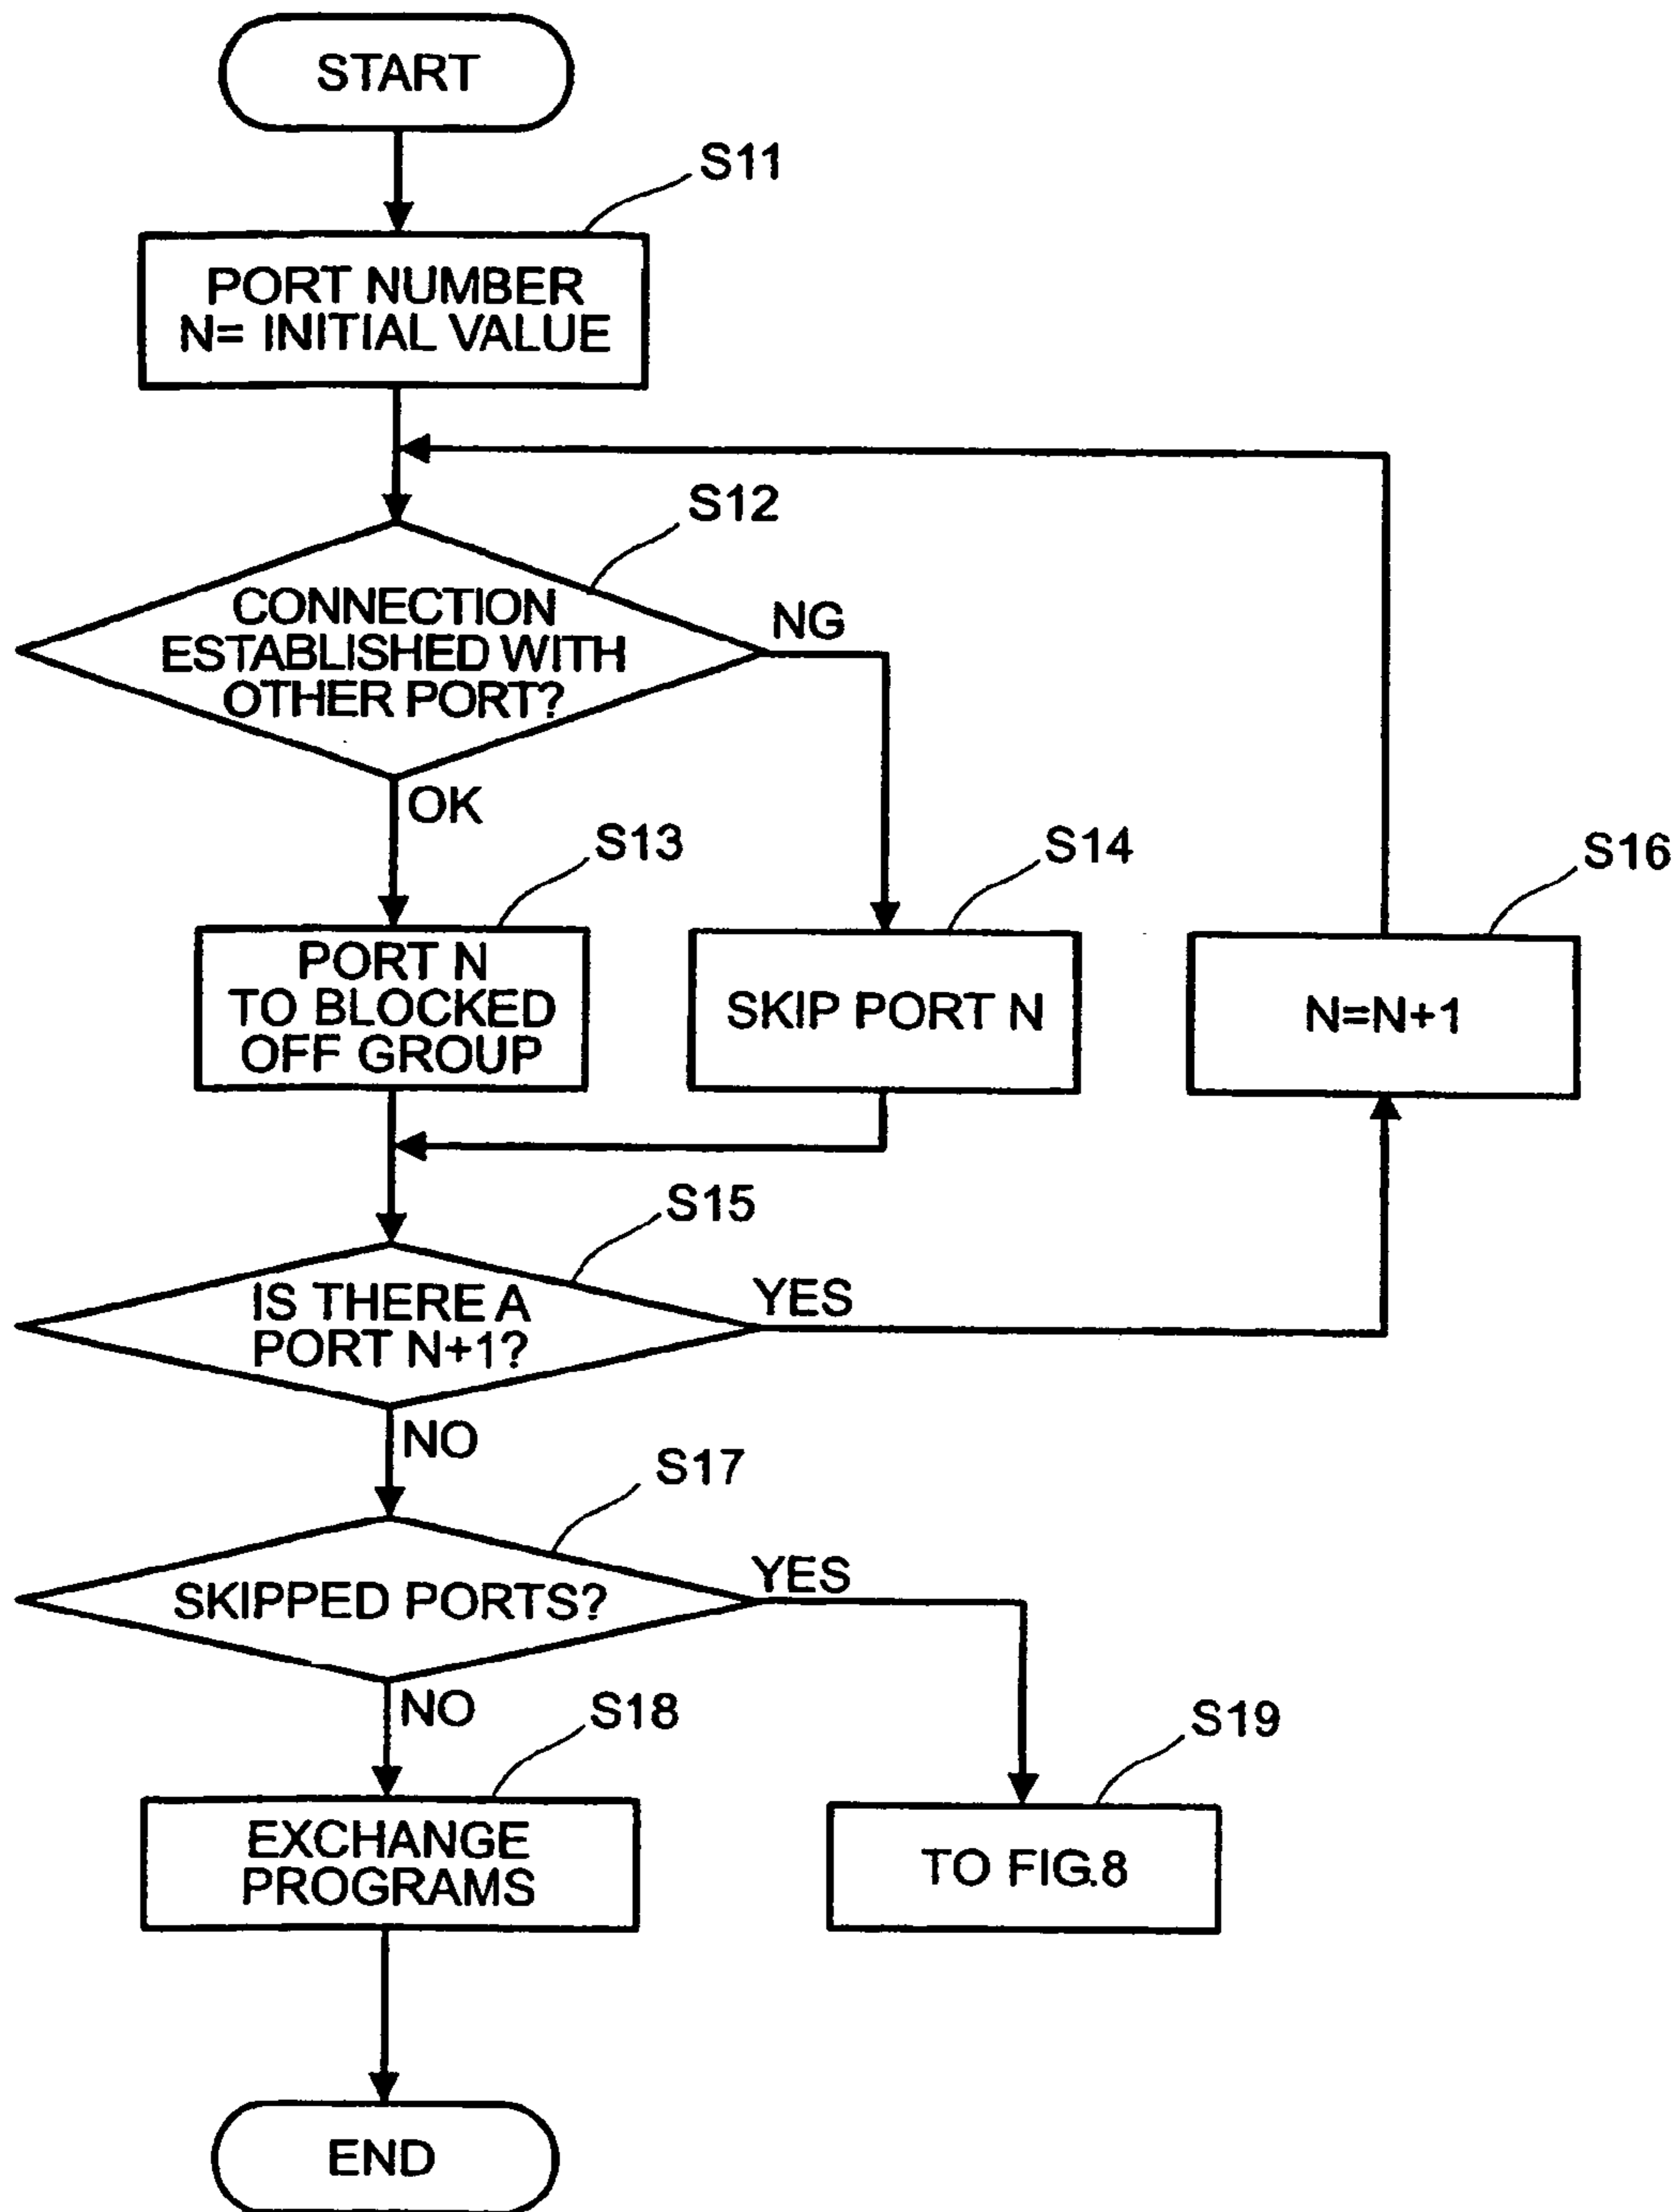 START
S11
PORT NUMBER
N= INITIAL VALUE
S12
CONNECTION
ESTABLISHED WITH
OTHER PORT?
NG
OK
S13
PORT N
TO BLOCKED
OFF GROUP
S14
SKIP PORT N
S16
N=N+1
S15
IS THERE A
PORT N+1?
YES
NO
S17
SKIPPED PORTS?
YES
NO
S18
EXCHANGE
PROGRAMS
S19
TO FIG.8
END